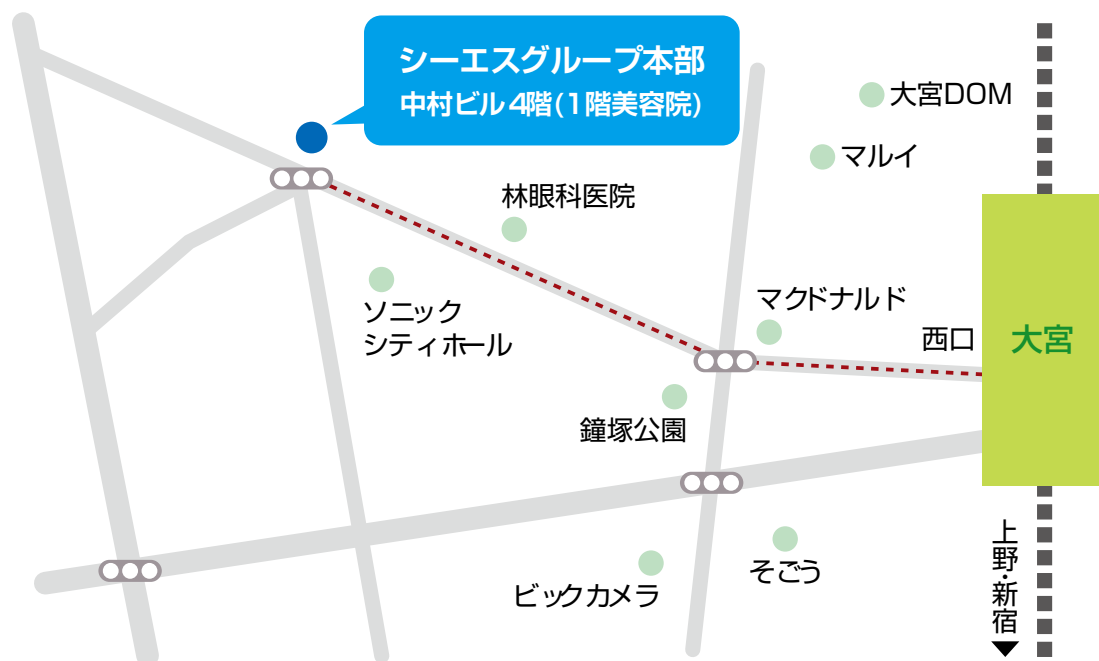 シーエスグループ本部
中村ビル4階(1階美容院)
大宮DOM
マルイ
林眼科医院
マクドナルド
ソニック
シティホール
西口
大宮
鐘塚公園
そごう
ビックカメラ
上野・新宿